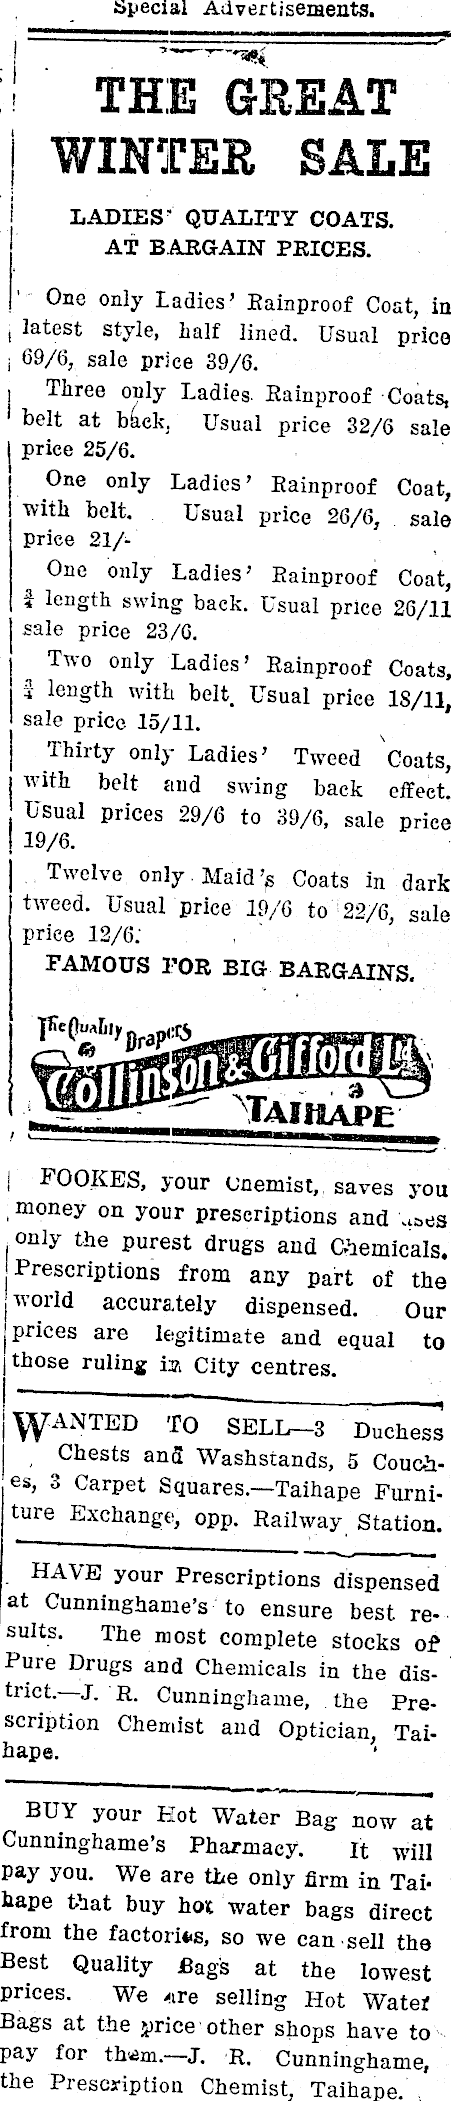 Special Advertisements.
THE GREAT
WINTER SALE
LADIES' QUALITY COATS.
AT BARGAIN PRICES.
One only Ladies' Rainproof Coat, in
latest style, half lined. Usual price
69/6, sale price 39/6.
Three only Ladies. Rainproof Coats,
belt at back. Usual price 32/6 sale
price 25/6.
One only Ladies' Rainproof Coat,
with belt. Usual price 26/6, sale
price 21/-
One only Ladies' Rainproof Coat,
¾ length swing back. Usual price 26/11
sale price 23/6.
Two only Ladies' Rainproof Coats,
¾ length with belt. Usual price 18/11,
sale price 15/11.
Thirty only Ladies' Tweed Coats,
with belt and swing back effect.
Usual prices 29/6 to 39/6, sale price
19/6.
Twelve only Maid's Coats in dark
tweed. Usual price 19/6 to 22/6, sale
price 12/6.
FAMOUS FOR BIG BARGAINS.
The Quality Drapers
Collinson & Gifford Ltd
TAIHAPE
FOOKES, your Chemist, saves you
money on your prescriptions and uses
only the purest drugs and Chemicals.
Prescriptions from any part of the
world accurately dispensed. Our
prices are legitimate and equal to
those ruling in City centres.
WANTED TO SELL—3 Duchess
Chests and Washstands, 5 Couch-
es, 3 Carpet Squares.—Taihape Furni-
ture Exchange, opp. Railway Station.
HAVE your Prescriptions dispensed
at Cunninghame's to ensure best re-
sults. The most complete stocks of
Pure Drugs and Chemicals in the dis-
trict.—J. R. Cunninghame, the Pre-
scription Chemist and Optician, Tai-
hape.
BUY your Hot Water Bag now at
Cunninghame's Pharmacy. It will
pay you. We are the only firm in Tai-
hape that buy hot water bags direct
from the factories, so we can sell the
Best Quality Bags at the lowest
prices. We are selling Hot Water
Bags at the price other shops have to
pay for them.—J. R. Cunninghame,
the Prescription Chemist, Taihape.